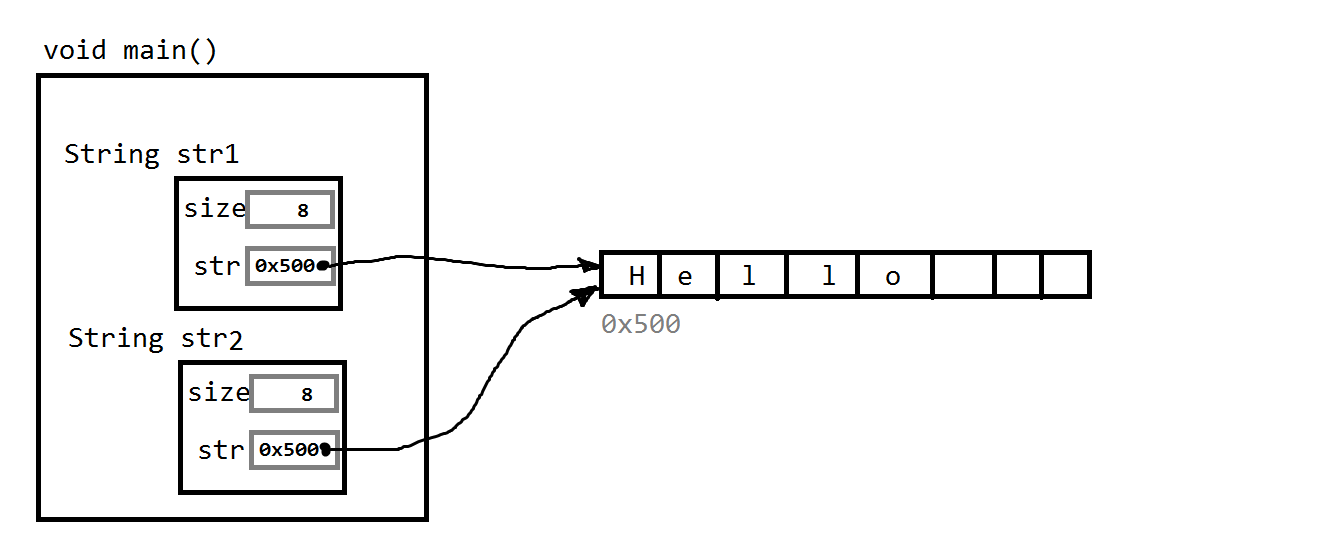 void main()
String str1
size 8
str 0x500
H e l l o
0x500
String str2
size 8
str 0x500